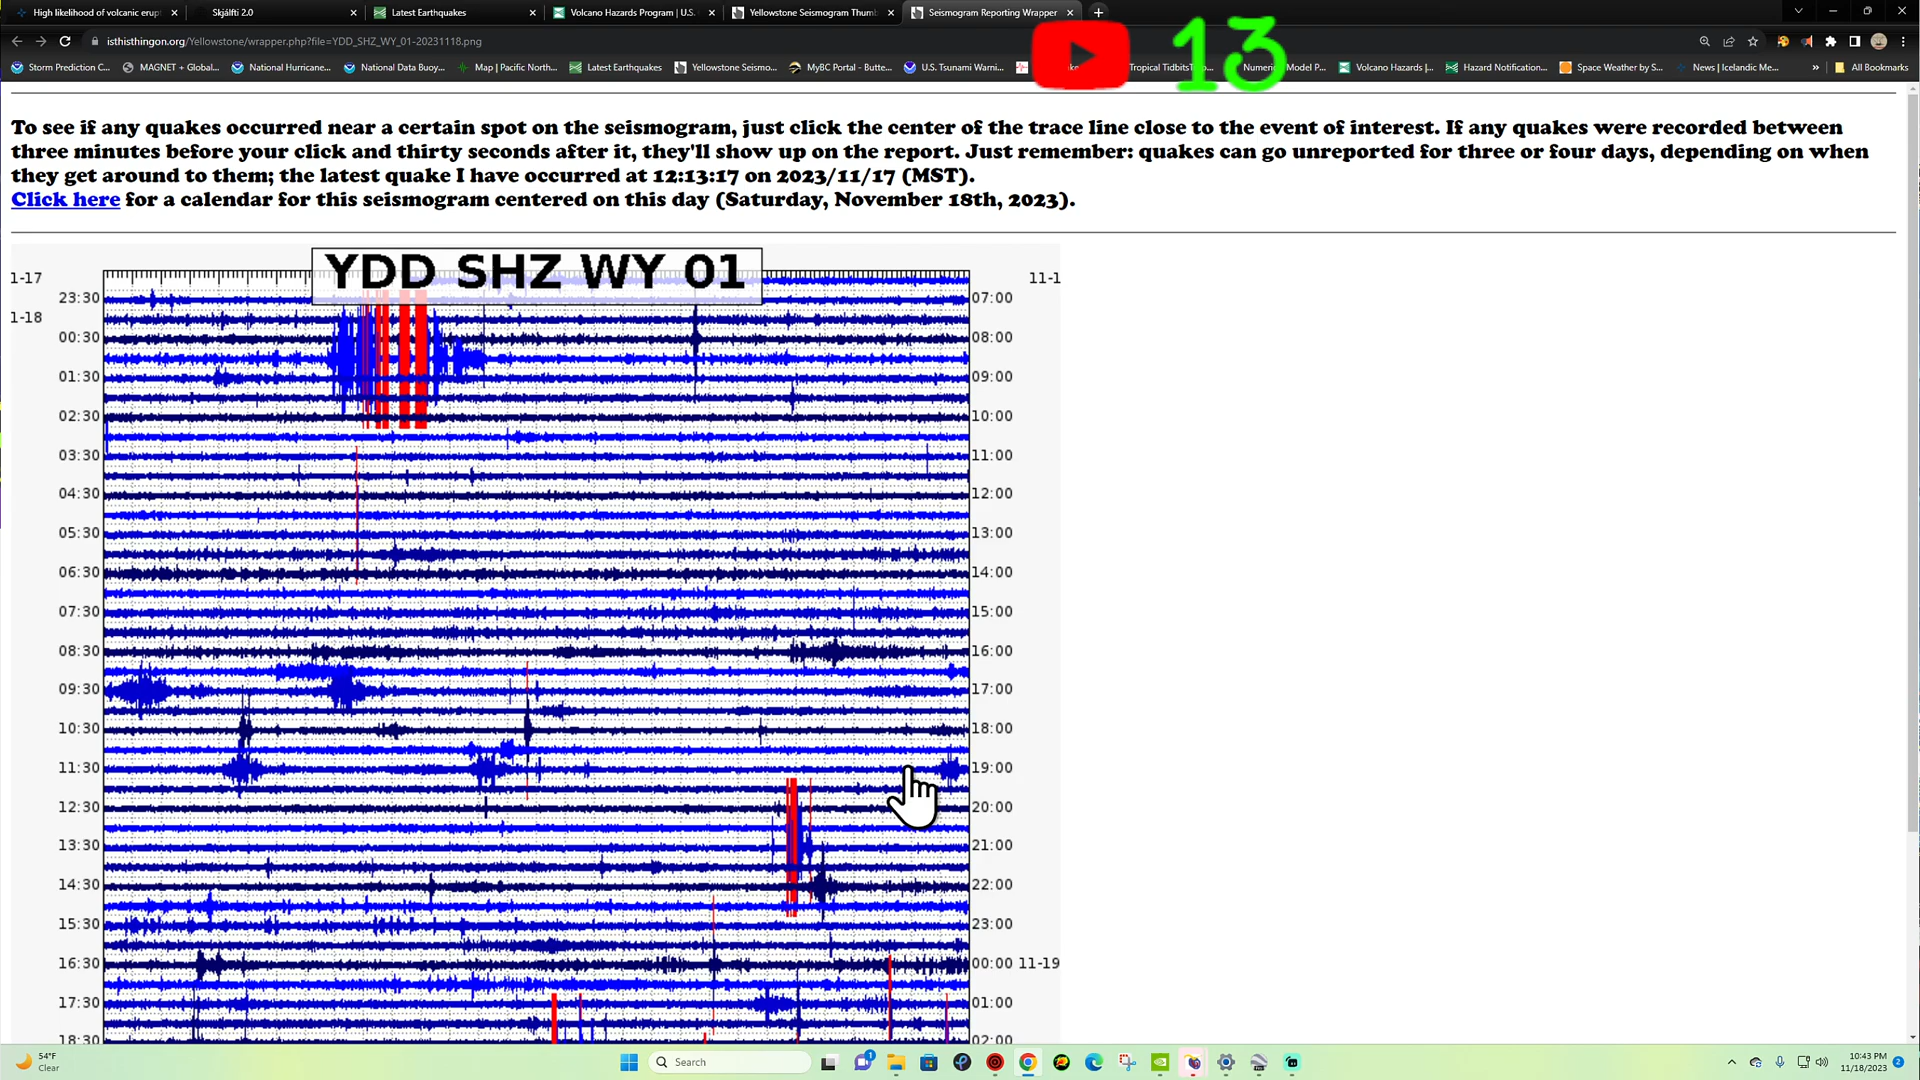 High likelihood of volcanic erupt
Skjálfti 2.0
Latest Earthquakes
Volcano Hazards Program | U.S.
Yellowstone Seismogram Thumb
Seismogram Reporting Wrapper
isthisthingon.org/Yellowstone/wrapper.php?file=YDD_SHZ_WY_01-20231118.png
13
Storm Prediction C...
MAGNET + Global...
National Hurricane...
National Data Buoy...
Map | Pacific North...
Latest Earthquakes
Yellowstone Seismo...
MyBC Portal - Butte...
U.S. Tsunami Warni...
Tropical TidbitsTo...
Numeric Model P...
Volcano Hazards |...
Hazard Notification...
Space Weather by S...
News | Icelandic Me...
All Bookmarks
To see if any quakes occurred near a certain spot on the seismogram, just click the center of the trace line close to the event of interest. If any quakes were recorded between
three minutes before your click and thirty seconds after it, they'll show up on the report. Just remember: quakes can go unreported for three or four days, depending on when
they get around to them; the latest quake I have occurred at 12:13:17 on 2023/11/17 (MST).
Click here for a calendar for this seismogram centered on this day (Saturday, November 18th, 2023).
YDD SHZ WY 01
1-17
11-1
23:30 07:00
1-18
00:30 08:00
01:30 09:00
02:30 10:00
03:30 11:00
04:30 12:00
05:30 13:00
06:30 14:00
07:30 15:00
08:30 16:00
09:30 17:00
10:30 18:00
11:30 19:00
12:30 20:00
13:30 21:00
14:30 22:00
15:30 23:00
16:30 00:00 11-19
17:30 01:00
18:30 02:00
54°F
Clear
Search
1
10:43 PM
11/18/2023
2